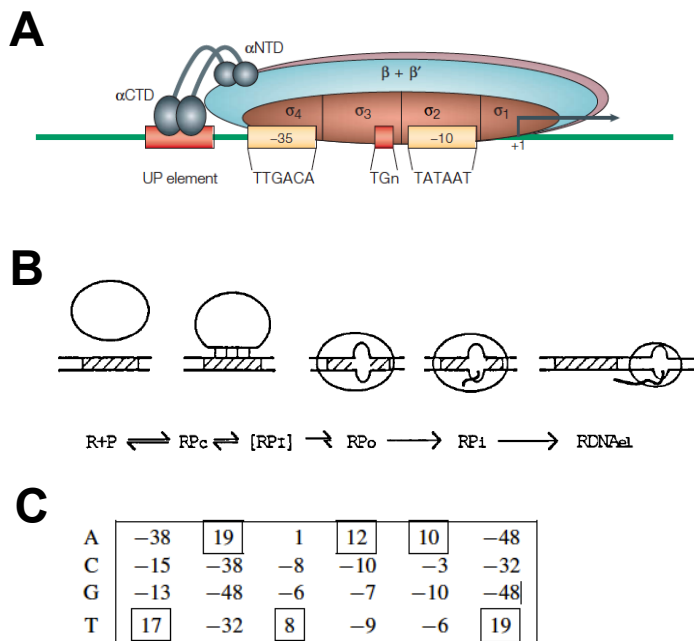 A
αNTD
αCTD
β + β′
σ4 σ3 σ2 σ1
−35 −10 +1
UP element TTGACA TGn TATAAT
B
R+P RPc [RPI] RPo RPi RDNAel
C
A −38 19 1 12 10 −48
C −15 −38 −8 −10 −3 −32
G −13 −48 −6 −7 −10 −48
T 17 −32 8 −9 −6 19